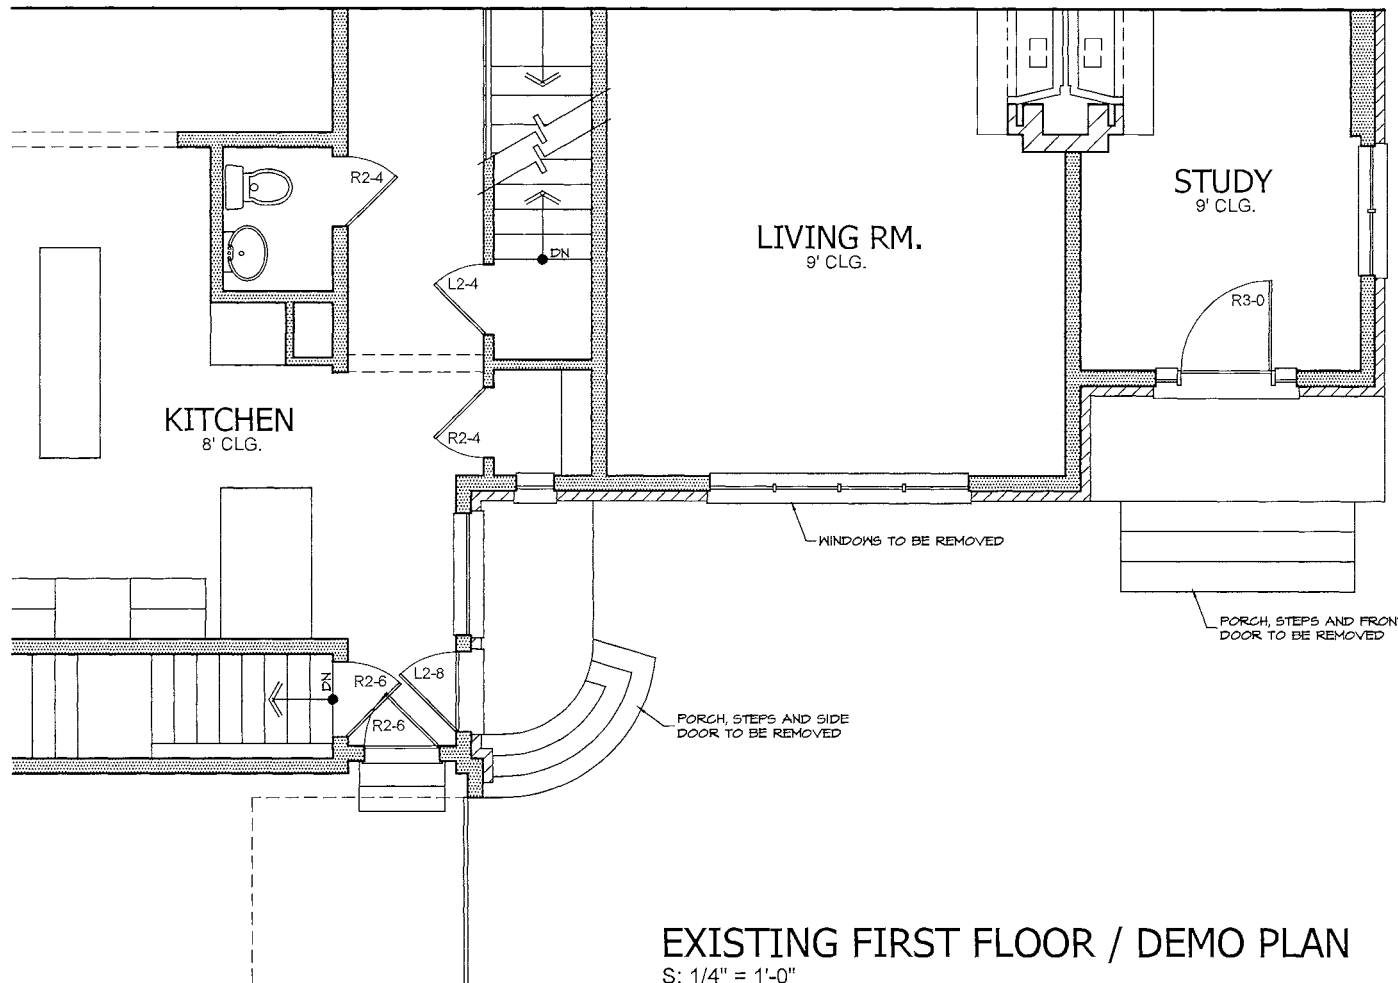 R2-4
STUDY
9' CLG.
LIVING RM.
9' CLG.
DN
L2-4
R3-0
KITCHEN
8' CLG.
R2-4
WINDOWS TO BE REMOVED
PORCH, STEPS AND FRON
DOOR TO BE REMOVED
DN
R2-6
L2-8
R2-6
PORCH, STEPS AND SIDE
DOOR TO BE REMOVED
EXISTING FIRST FLOOR / DEMO PLAN
S: 1/4" = 1'-0"